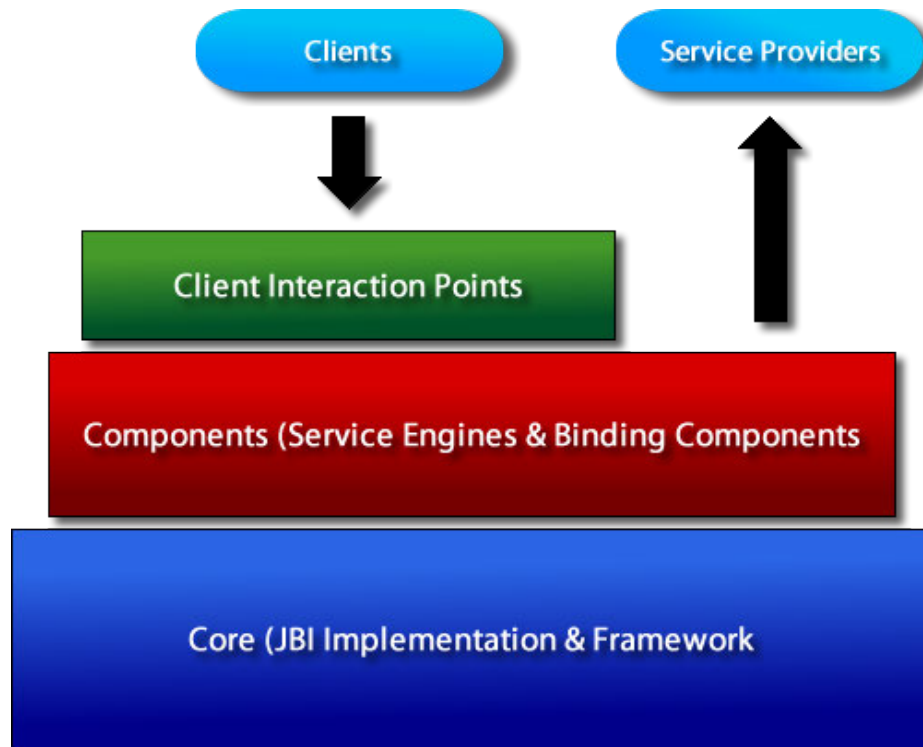 Clients
Service Providers
Client Interaction Points
Components (Service Engines & Binding Components
Core (JBI Implementation & Framework